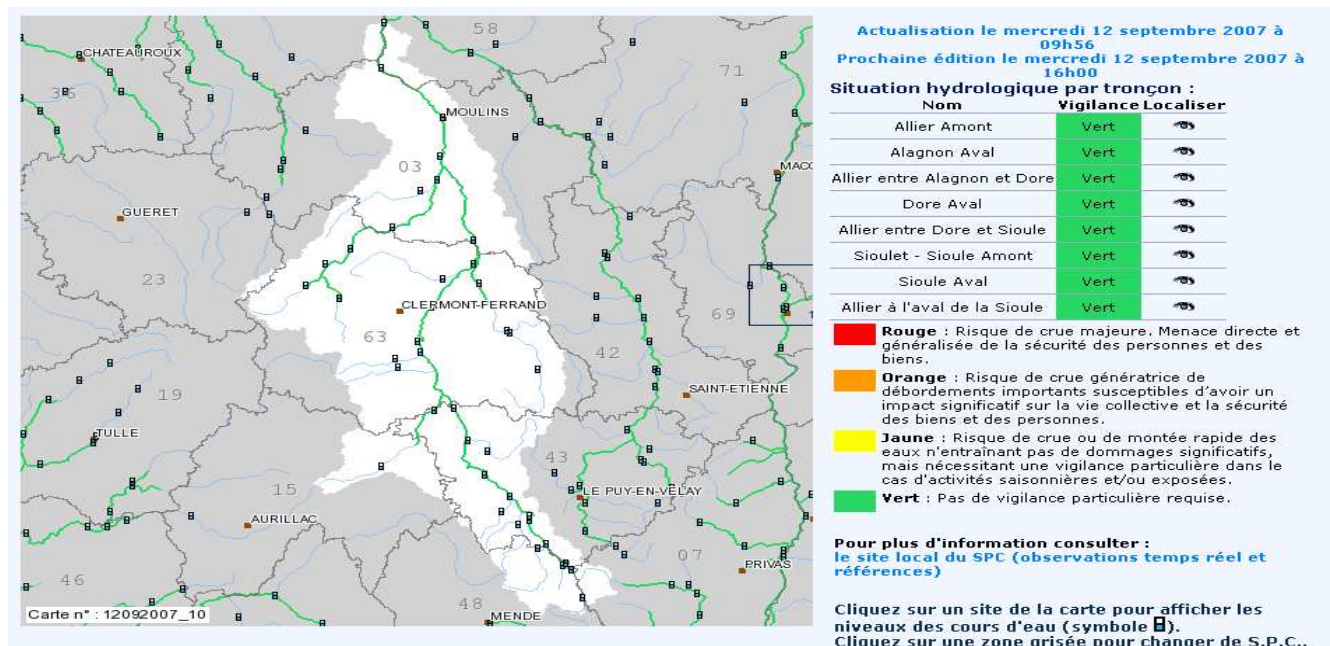 58
CHATEAUROUX
71
36
MOULINS
03
MACO
GUERET
23
CLERMONT-FERRAND
69
63
42
19
SAINT-ETIENNE
TULLE
43
15
LE PUY-EN-VELAY
AURILLAC
07
PRIVAS
46
48
MENDE
Carte n° : 12092007_10
Actualisation le mercredi 12 septembre 2007 à
09h56
Prochaine édition le mercredi 12 septembre 2007 à
16h00
Situation hydrologique par tronçon :
Nom Vigilance Localiser
Allier Amont Vert
Alagnon Aval Vert
Allier entre Alagnon et Dore Vert
Dore Aval Vert
Allier entre Dore et Sioule Vert
Sioulet - Sioule Amont Vert
Sioule Aval Vert
Allier à l'aval de la Sioule Vert
Rouge : Risque de crue majeure. Menace directe et
généralisée de la sécurité des personnes et des
biens.
Orange : Risque de crue génératrice de
débordements importants susceptibles d'avoir un
impact significatif sur la vie collective et la sécurité
des biens et des personnes.
Jaune : Risque de crue ou de montée rapide des
eaux n'entraînant pas de dommages significatifs,
mais nécessitant une vigilance particulière dans le
cas d'activités saisonnières et/ou exposées.
Vert : Pas de vigilance particulière requise.
Pour plus d'information consulter :
le site local du SPC (observations temps réel et
références)
Cliquez sur un site de la carte pour afficher les
niveaux des cours d'eau (symbole ).
Cliquez sur une zone grisée pour changer de S.P.C..